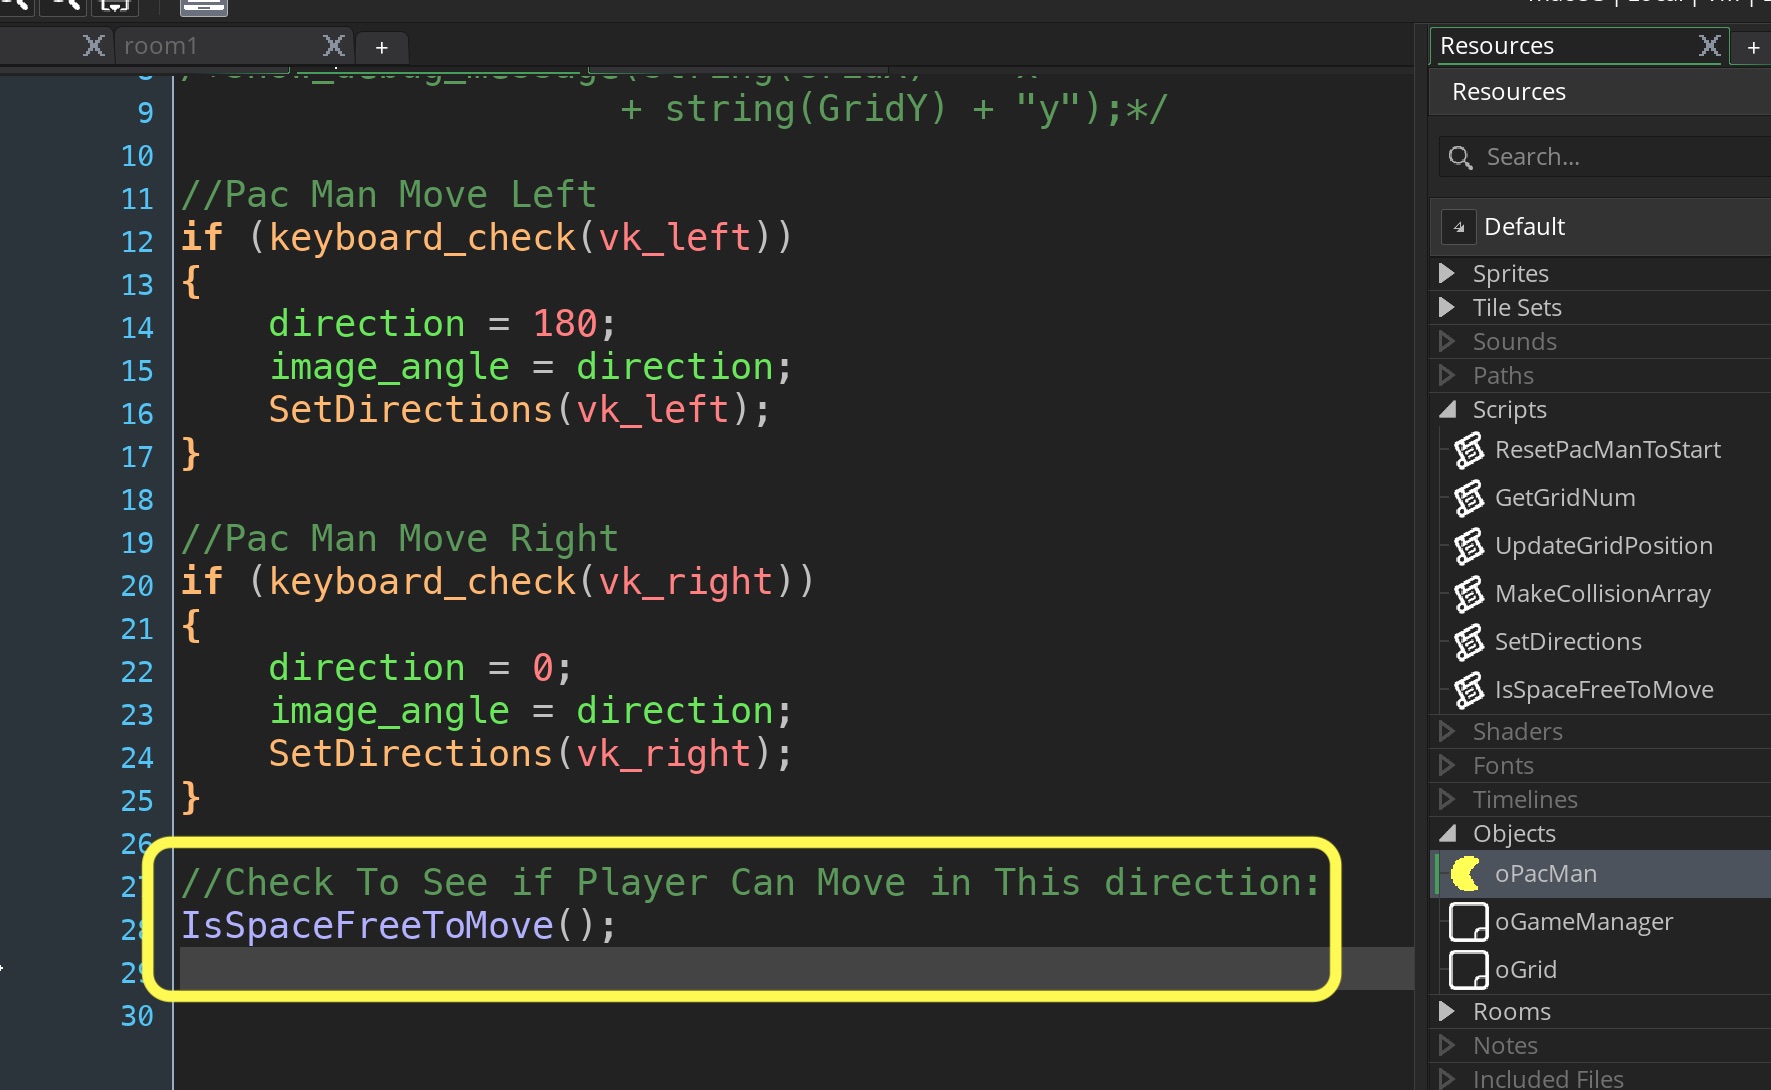 room1
+
9 + string(GridY) + "y");*/
10
11 //Pac Man Move Left
12 if (keyboard_check(vk_left))
13 {
14 direction = 180;
15 image_angle = direction;
16 SetDirections(vk_left);
17 }
18
19 //Pac Man Move Right
20 if (keyboard_check(vk_right))
21 {
22 direction = 0;
23 image_angle = direction;
24 SetDirections(vk_right);
25 }
26
27 //Check To See if Player Can Move in This direction:
28 IsSpaceFreeToMove();
29
30
Resources
+
Resources
Search...
Default
Sprites
Tile Sets
Sounds
Paths
Scripts
ResetPacManToStart
GetGridNum
UpdateGridPosition
MakeCollisionArray
SetDirections
IsSpaceFreeToMove
Shaders
Fonts
Timelines
Objects
oPacMan
oGameManager
oGrid
Rooms
Notes
Included Files